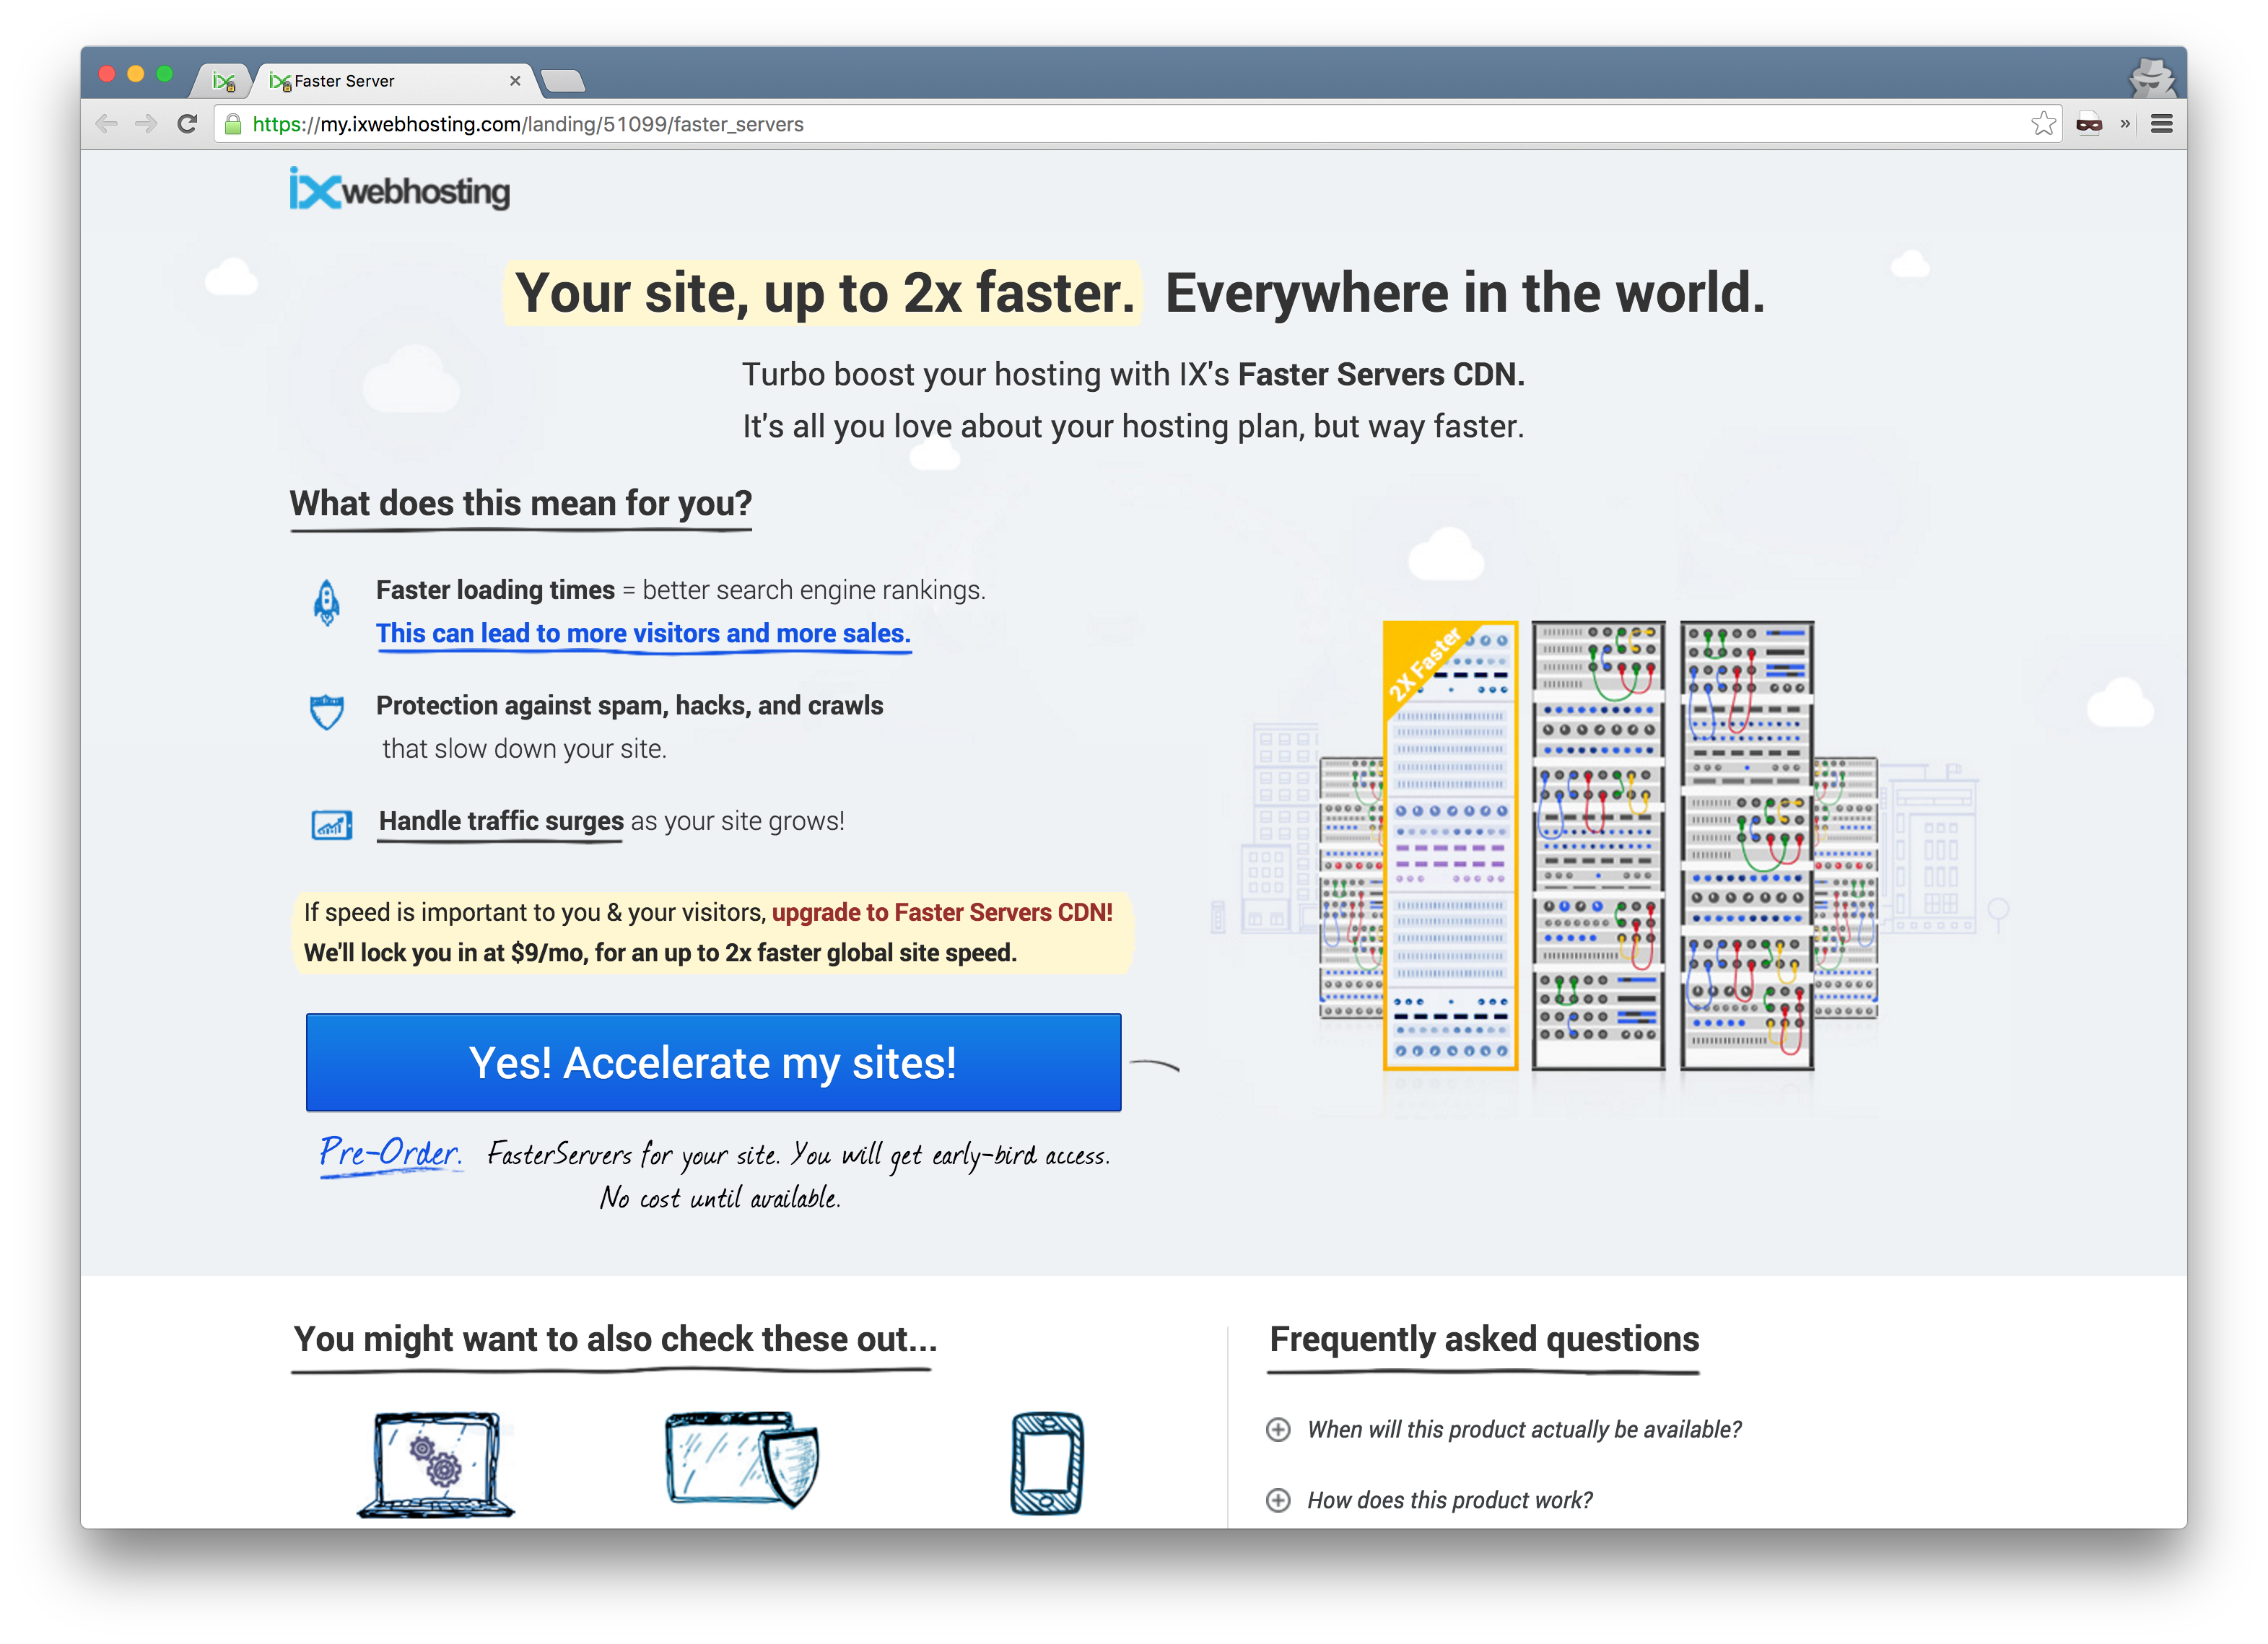 Faster Server
https://my.ixwebhosting.com/landing/51099/faster_servers
ix webhosting
Your site, up to 2x faster. Everywhere in the world.
Turbo boost your hosting with IX's Faster Servers CDN.
It's all you love about your hosting plan, but way faster.
What does this mean for you?
Faster loading times = better search engine rankings.
This can lead to more visitors and more sales.
Protection against spam, hacks, and crawls
that slow down your site.
Handle traffic surges as your site grows!
If speed is important to you & your visitors, upgrade to Faster Servers CDN!
We'll lock you in at $9/mo, for an up to 2x faster global site speed.
Yes! Accelerate my sites!
Pre-Order. FasterServers for your site. You will get early-bird access.
No cost until available.
2X Faster
You might want to also check these out...
Frequently asked questions
When will this product actually be available?
How does this product work?